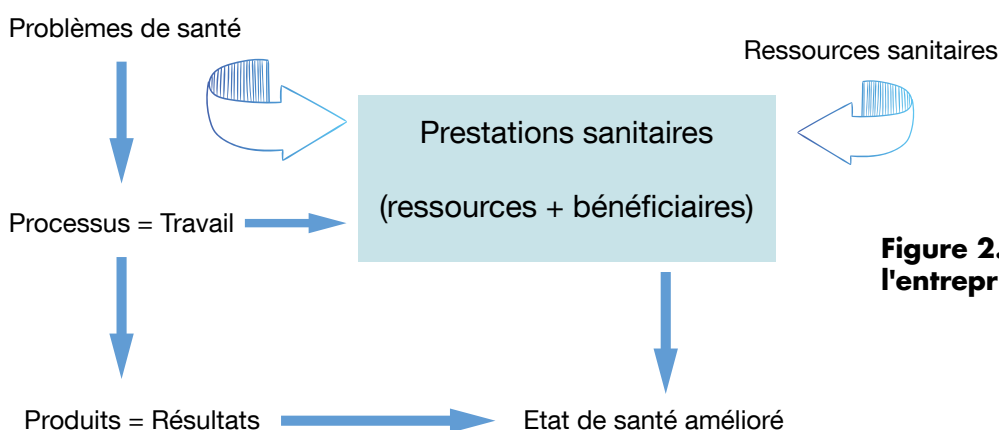 Problèmes de santé
Ressources sanitaires
Prestations sanitaires
(ressources + bénéficiaires)
Processus = Travail
Figure 2.
l'entrepr
Produits = Résultats
Etat de santé amélioré